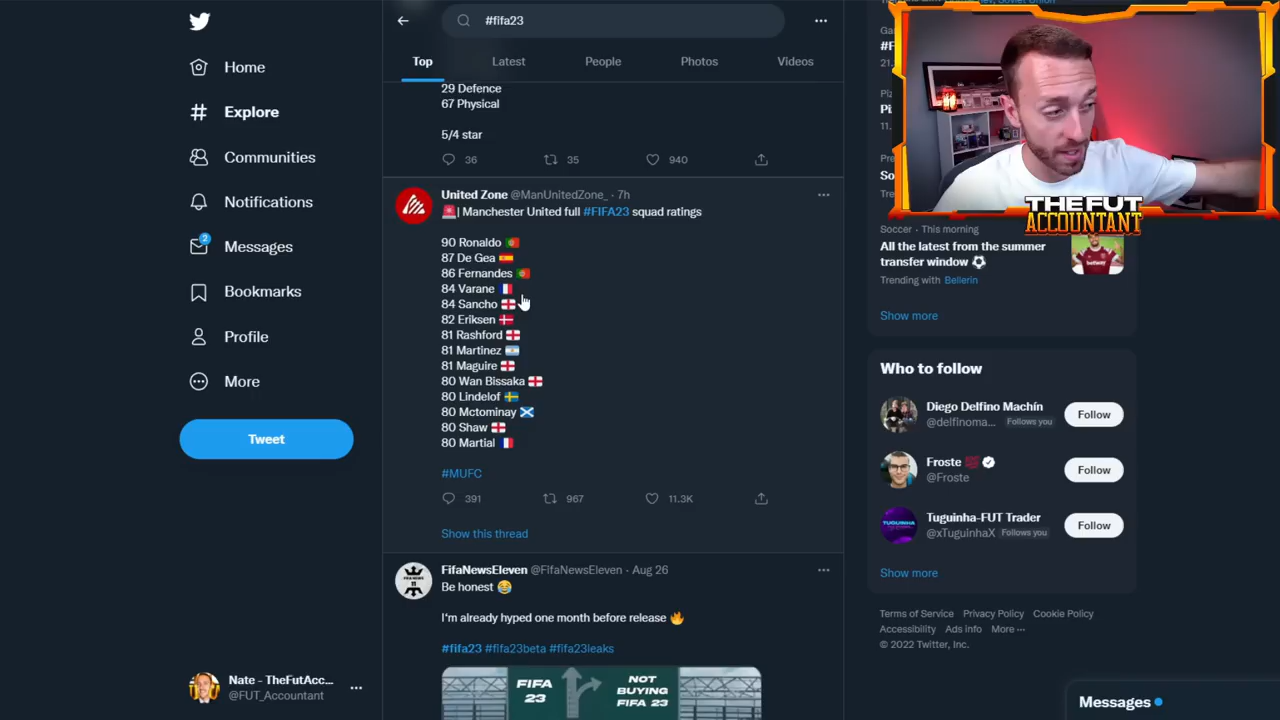 #fifa23
Top
Latest
People
Photos
Videos
Home
Explore
Communities
Notifications
2
Messages
Bookmarks
Profile
More
Tweet
Nate - TheFutAcc...
@FUT_Accountant
29 Defence
67 Physical
5/4 star
36
35
940
United Zone @ManUnitedZone_ · 7h
🚨| Manchester United full #FIFA23 squad ratings
90 Ronaldo 🇵🇹
87 De Gea 🇪🇸
86 Fernandes 🇵🇹
84 Varane 🇫🇷
84 Sancho 🏴󠁧󠁢󠁥󠁮󠁧󠁿
82 Eriksen 🇩🇰
81 Rashford 🏴󠁧󠁢󠁥󠁮󠁧󠁿
81 Martinez 🇦🇷
81 Maguire 🏴󠁧󠁢󠁥󠁮󠁧󠁿
80 Wan Bissaka 🏴󠁧󠁢󠁥󠁮󠁧󠁿
80 Lindelof 🇸🇪
80 Mctominay 🏴󠁧󠁢󠁳󠁣󠁴󠁿
80 Shaw 🏴󠁧󠁢󠁥󠁮󠁧󠁿
80 Martial 🇫🇷
#MUFC
391
967
11.3K
Show this thread
FifaNewsEleven @FifaNewsEleven · Aug 26
Be honest 😂
I'm already hyped one month before release 🔥
#fifa23 #fifa23beta #fifa23leaks
FIFA
23
NOT
BUYING
FIFA 23
THE FUT
ACCOUNTANT
Soccer · This morning
All the latest from the summer
transfer window ⚽
Trending with Bellerin
betway
Show more
Who to follow
Diego Delfino Machín
@delfinoma... Follows you
Follow
Froste 💯
@Froste
Follow
TUGUINHA
Tuguinha-FUT Trader
@xTuguinhaX Follows you
Follow
Show more
Terms of Service Privacy Policy Cookie Policy
Accessibility Ads info More ···
© 2022 Twitter, Inc.
Messages